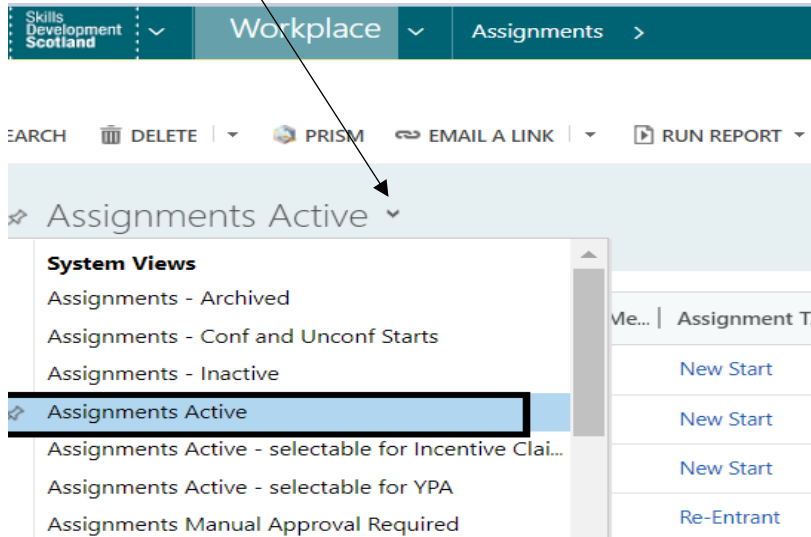 Skills
Development
Scotland
Workplace
Assignments
EARCH DELETE PRISM EMAIL A LINK RUN REPORT
Assignments Active
System Views
Assignments - Archived
Assignments - Conf and Unconf Starts
Assignments - Inactive
Assignments Active
Assignments Active - selectable for Incentive Clai...
Assignments Active - selectable for YPA
Assignments Manual Approval Required
Me... Assignment T
New Start
New Start
New Start
Re-Entrant